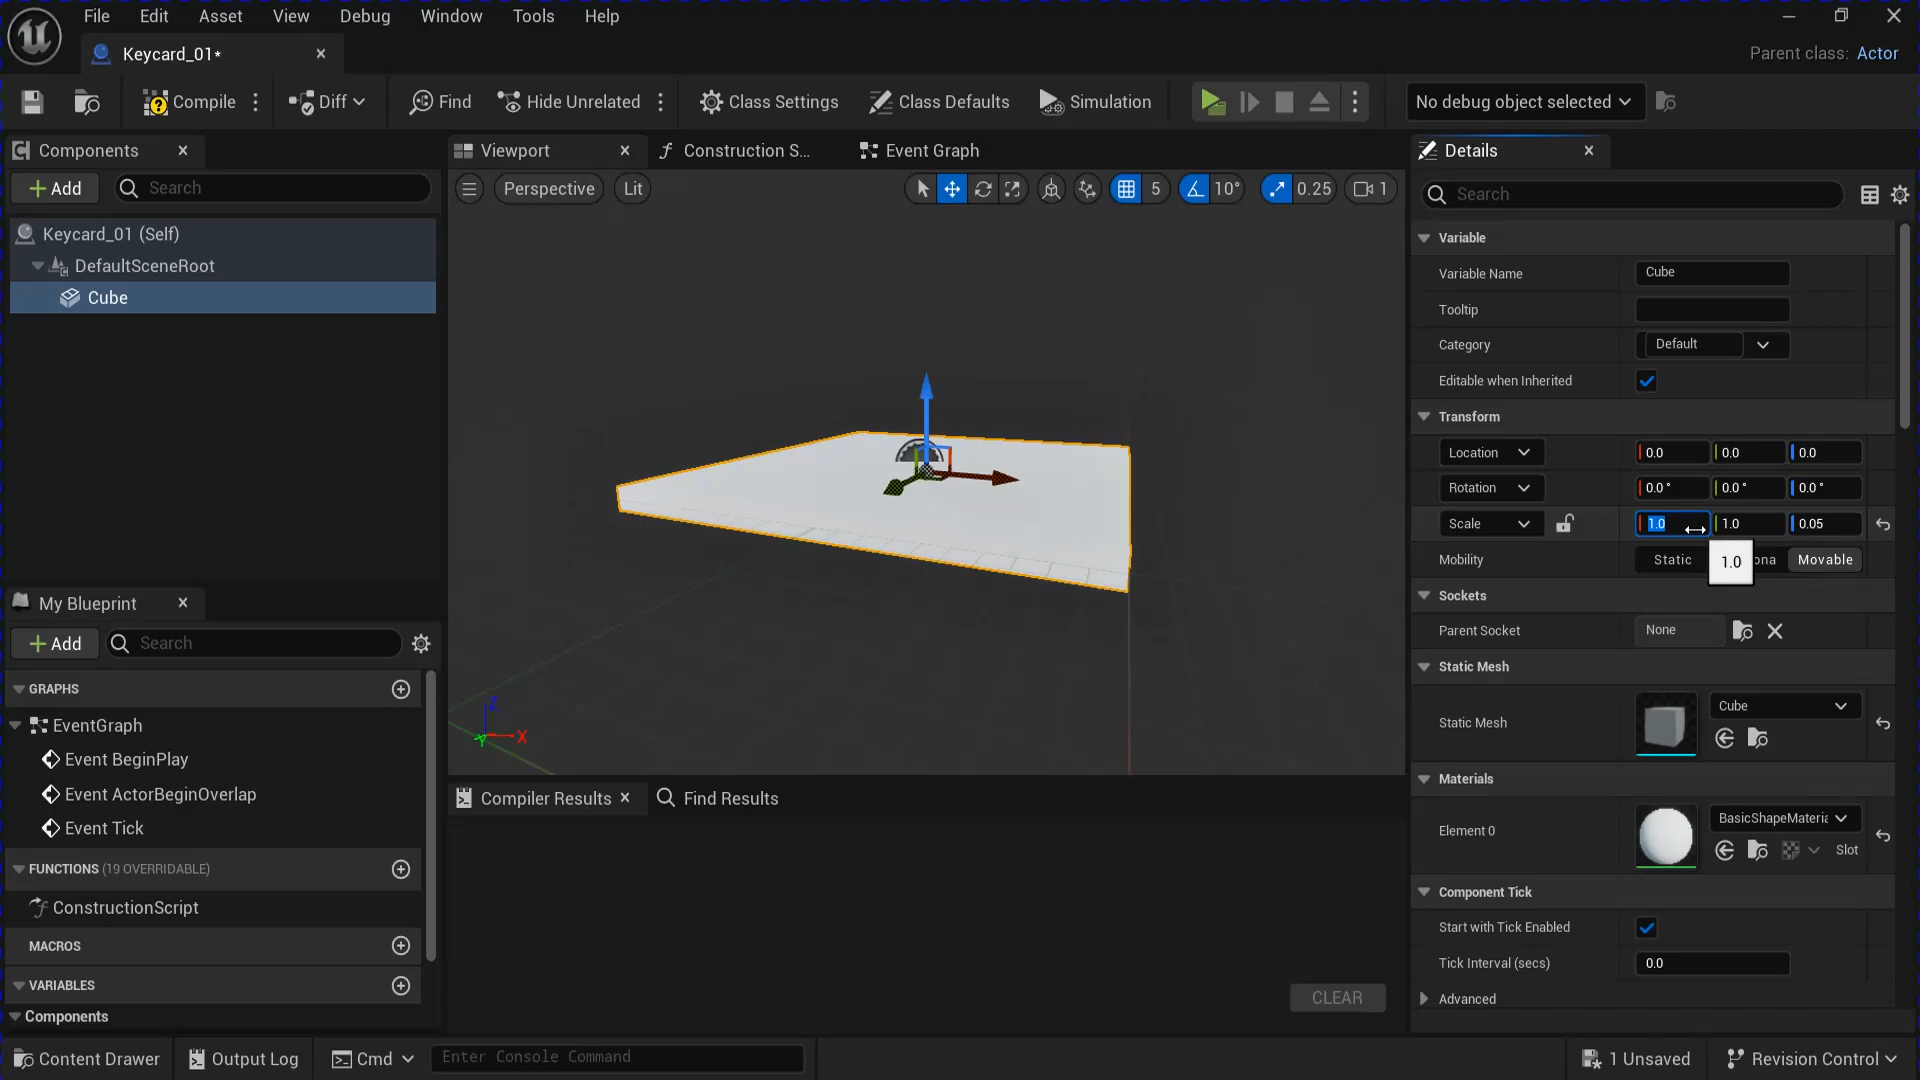 File Edit Asset View Debug Window Tools Help
Keycard_01*
Parent class: Actor
Compile Diff Find Hide Unrelated Class Settings Class Defaults Simulation No debug object selected
Components Viewport Construction S... Event Graph Details
Add Search Perspective Lit 5 10° 0.25 1 Search
Keycard_01 (Self)
DefaultSceneRoot
Cube
Variable
Variable Name Cube
Tooltip
Category Default
Editable when Inherited
Transform
Location 0.0 0.0 0.0
Rotation 0.0° 0.0° 0.0°
Scale 1.0 1.0 0.05
Mobility Static 1.0 ona Movable
Sockets
Parent Socket None
Static Mesh
Static Mesh Cube
Materials
Element 0 BasicShapeMateria
Slot
Component Tick
Start with Tick Enabled
Tick Interval (secs) 0.0
Advanced
Z
Y X
My Blueprint
Add Search
GRAPHS
EventGraph
Event BeginPlay
Event ActorBeginOverlap
Event Tick
FUNCTIONS (19 OVERRIDABLE)
ConstructionScript
MACROS
VARIABLES
Components
Compiler Results Find Results
CLEAR
Content Drawer Output Log Cmd Enter Console Command 1 Unsaved Revision Control